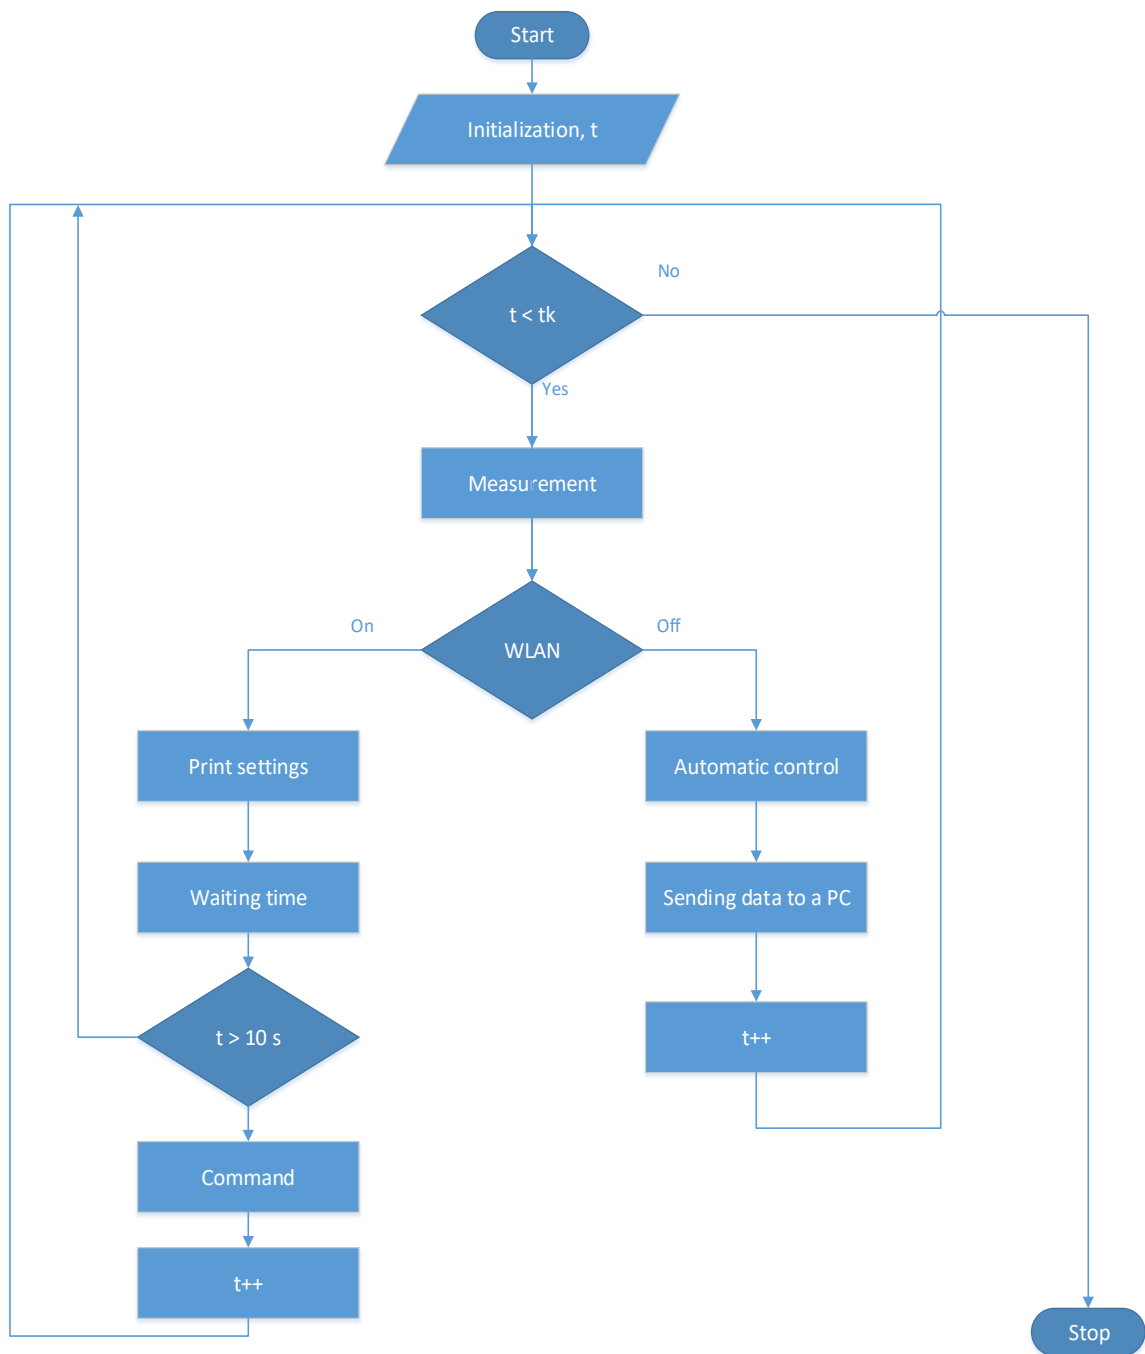 Start
Initialization, t
t < tk
No
Yes
Measurement
WLAN
On
Off
Print settings
Automatic control
Waiting time
Sending data to a PC
t > 10 s
t++
Command
t++
Stop